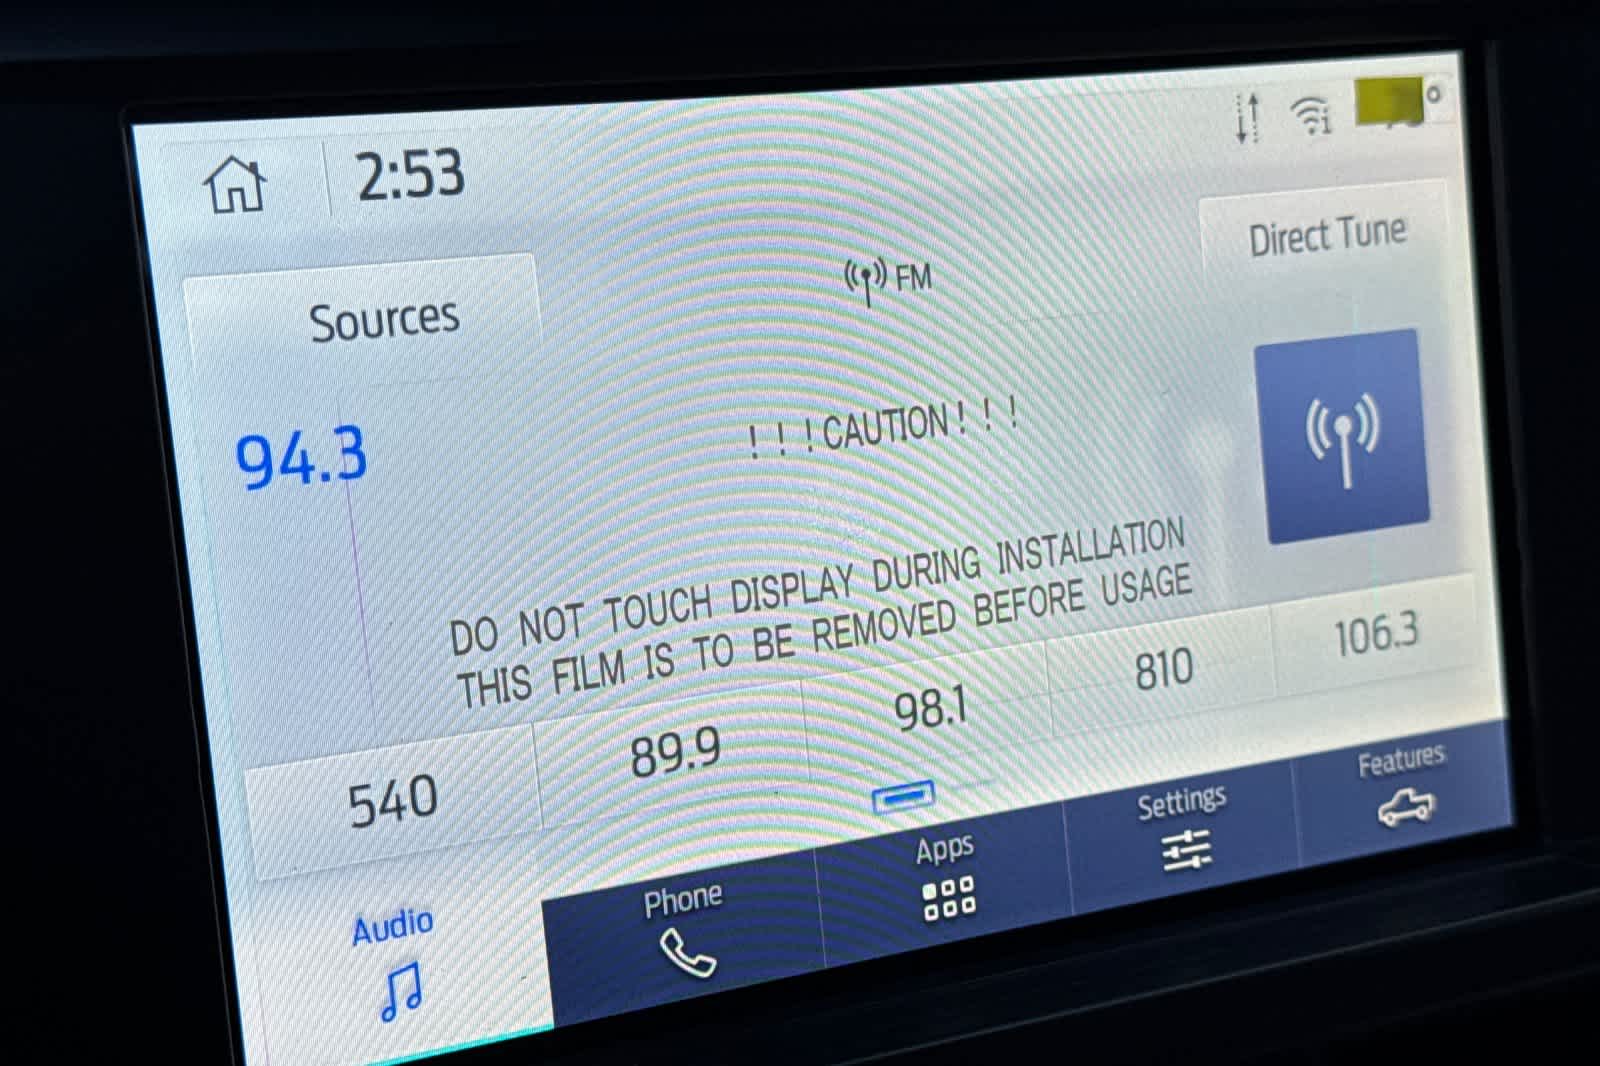 2:53
Sources
FM
Direct Tune
94.3
! ! ! CAUTION ! ! !
DO NOT TOUCH DISPLAY DURING INSTALLATION
THIS FILM IS TO BE REMOVED BEFORE USAGE
540
89.9
98.1
810
106.3
Audio
Phone
Apps
Settings
Features